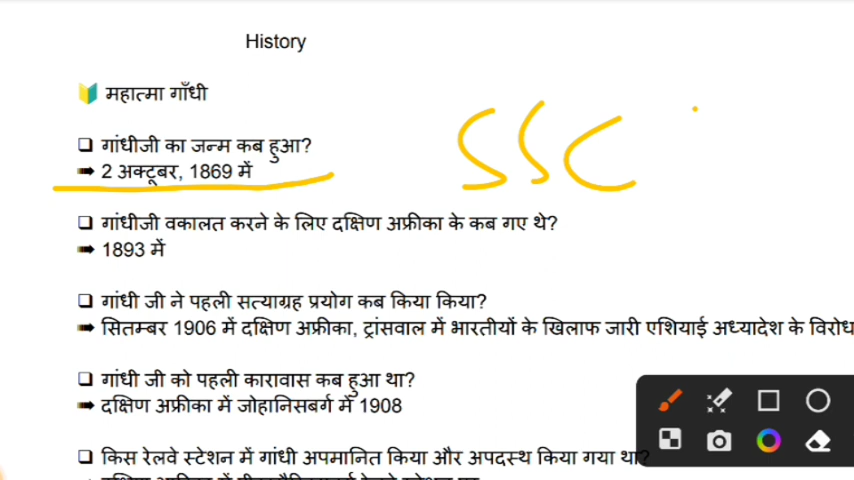 History
महात्मा गाँधी
❑ गांधीजी का जन्म कब हुआ?
➡ 2 अक्टूबर, 1869 में
SSC
❑ गांधीजी वकालत करने के लिए दक्षिण अफ्रीका के कब गए थे?
➡ 1893 में
❑ गांधी जी ने पहली सत्याग्रह प्रयोग कब किया किया?
➡ सितम्बर 1906 में दक्षिण अफ्रीका, ट्रांसवाल में भारतीयों के खिलाफ जारी एशियाई अध्यादेश के विरोध
❑ गांधी जी को पहली कारावास कब हुआ था?
➡ दक्षिण अफ्रीका में जोहानिसबर्ग में 1908
❑ किस रेलवे स्टेशन में गांधी अपमानित किया और अपदस्थ किया गया था?